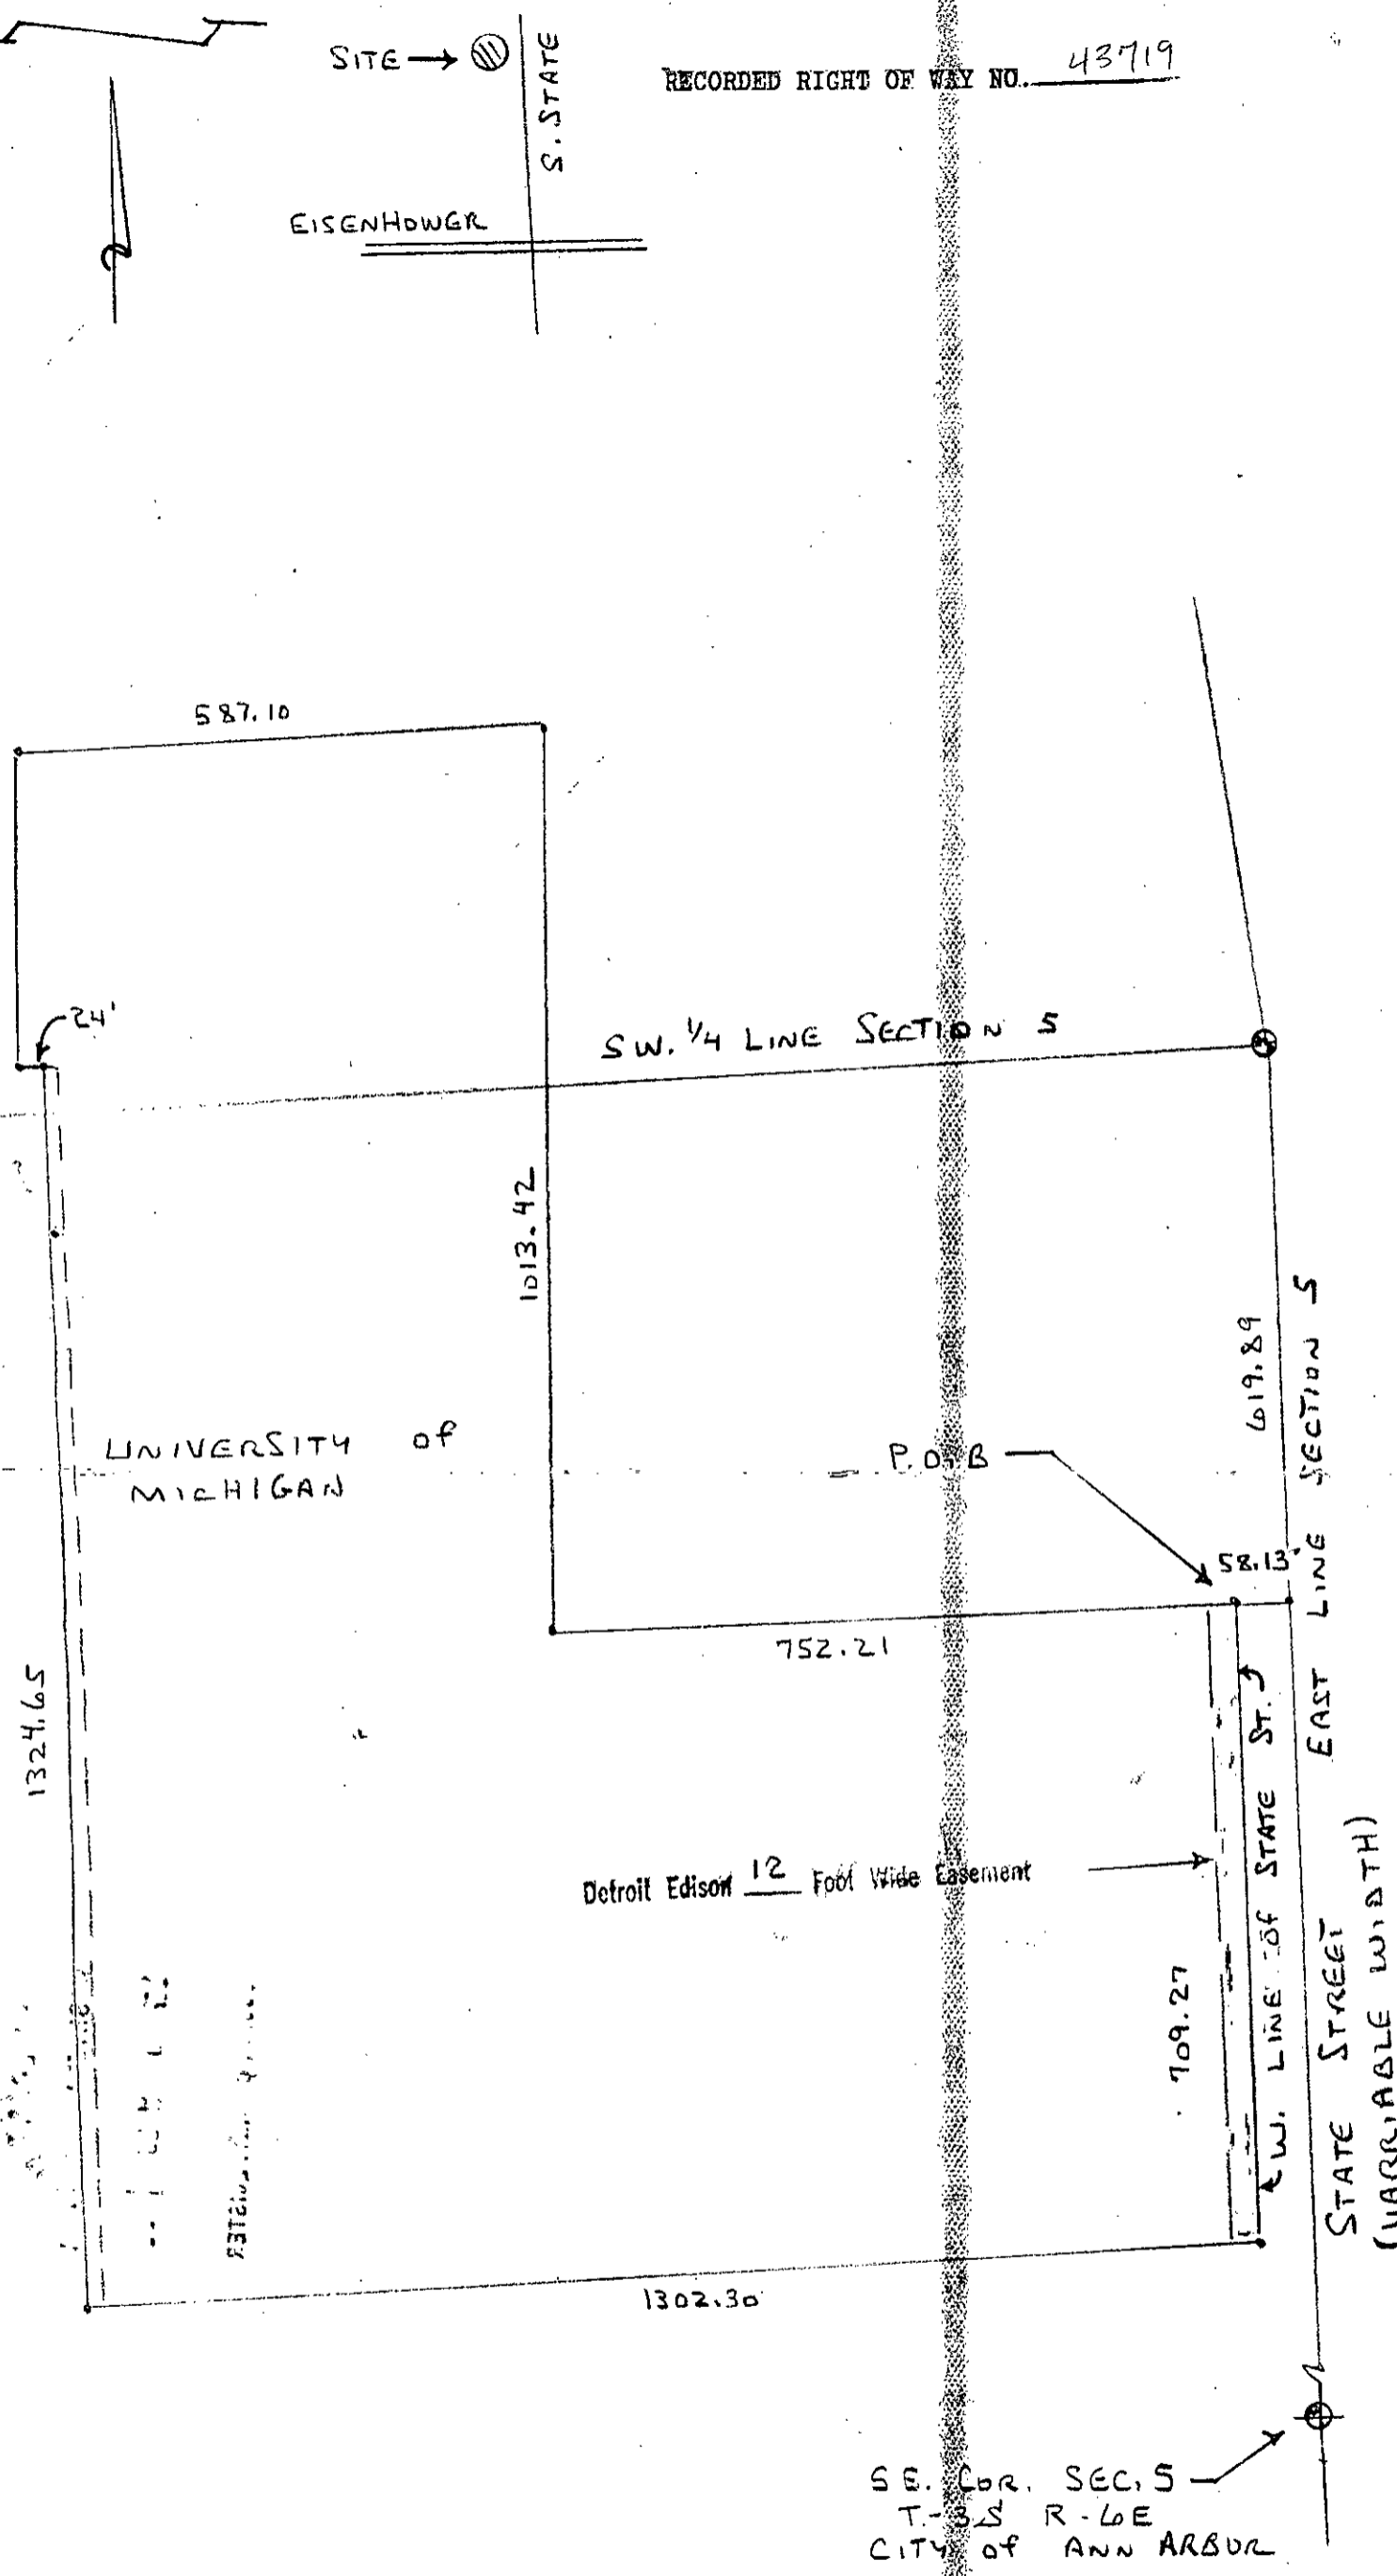 SITE
S. STATE
RECORDED RIGHT OF WAY NO. 43719
EISENHOWER
587.10
24'
SW. 1/4 LINE SECTION 5
1013.42
619.89
EAST LINE SECTION 5
UNIVERSITY of
MICHIGAN
P.O.B
58.13'
752.21
1324.65
W. LINE of STATE ST.
Detroit Edison 12 Foot Wide Easement
709.27
STATE STREET
(VARRIABLE WIDTH)
1302.30
SE. COR. SEC. 5
T.-3S R-6E
CITY of ANN ARBOR